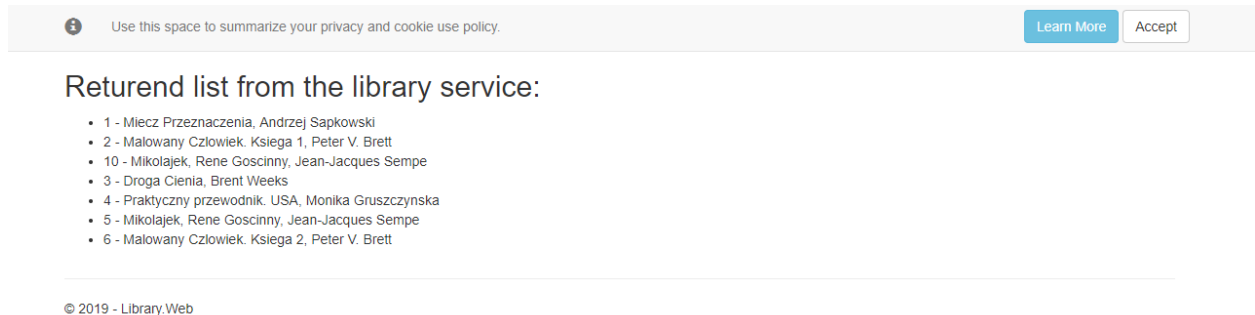 Use this space to summarize your privacy and cookie use policy.
Learn More
Accept
Returend list from the library service:
1 - Miecz Przeznaczenia, Andrzej Sapkowski
2 - Malowany Czlowiek. Ksiega 1, Peter V. Brett
10 - Mikolajek, Rene Goscinny, Jean-Jacques Sempe
3 - Droga Cienia, Brent Weeks
4 - Praktyczny przewodnik. USA, Monika Gruszczynska
5 - Mikolajek, Rene Goscinny, Jean-Jacques Sempe
6 - Malowany Czlowiek. Ksiega 2, Peter V. Brett
© 2019 - Library.Web